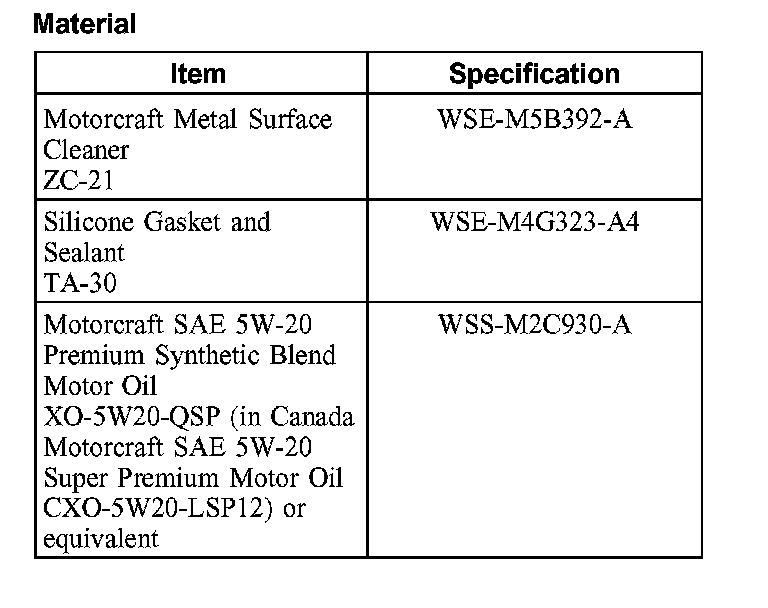 Material
Item Specification
Motorcraft Metal Surface WSE-M5B392-A
Cleaner
ZC-21
Silicone Gasket and WSE-M4G323-A4
Sealant
TA-30
Motorcraft SAE 5W-20 WSS-M2C930-A
Premium Synthetic Blend
Motor Oil
XO-5W20-QSP (in Canada
Motorcraft SAE 5W-20
Super Premium Motor Oil
CXO-5W20-LSP12) or
equivalent